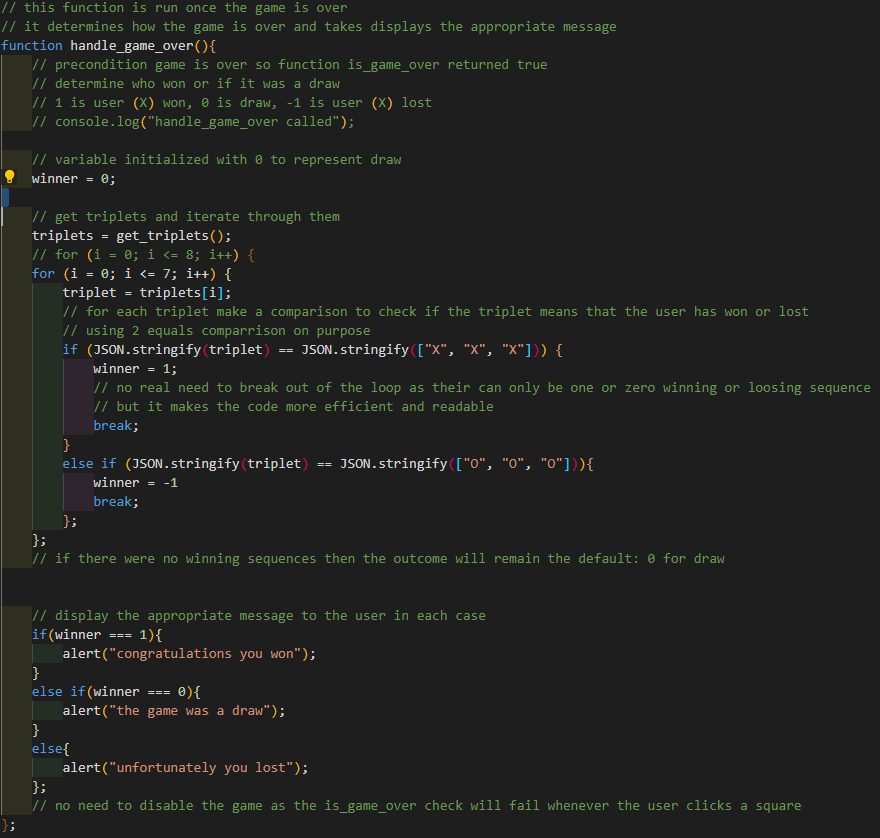 // this function is run once the game is over
// it determines how the game is over and takes displays the appropriate message
function handle_game_over(){
// precondition game is over so function is_game_over returned true
// determine who won or if it was a draw
// 1 is user (X) won, 0 is draw, -1 is user (X) lost
// console.log("handle_game_over called");
// variable initialized with 0 to represent draw
winner = 0;
// get triplets and iterate through them
triplets = get_triplets();
// for (i = 0; i <= 8; i++) {
for (i = 0; i <= 7; i++) {
triplet = triplets[i];
// for each triplet make a comparison to check if the triplet means that the user has won or lost
// using 2 equals comparrison on purpose
if (JSON.stringify(triplet) == JSON.stringify(["X", "X", "X"])) {
winner = 1;
// no real need to break out of the loop as their can only be one or zero winning or loosing sequence
// but it makes the code more efficient and readable
break;
}
else if (JSON.stringify(triplet) == JSON.stringify(["O", "O", "O"])){
winner = -1
break;
};
};
// if there were no winning sequences then the outcome will remain the default: 0 for draw
// display the appropriate message to the user in each case
if(winner === 1){
alert("congratulations you won");
}
else if(winner === 0){
alert("the game was a draw");
}
else{
alert("unfortunately you lost");
};
// no need to disable the game as the is_game_over check will fail whenever the user clicks a square
};